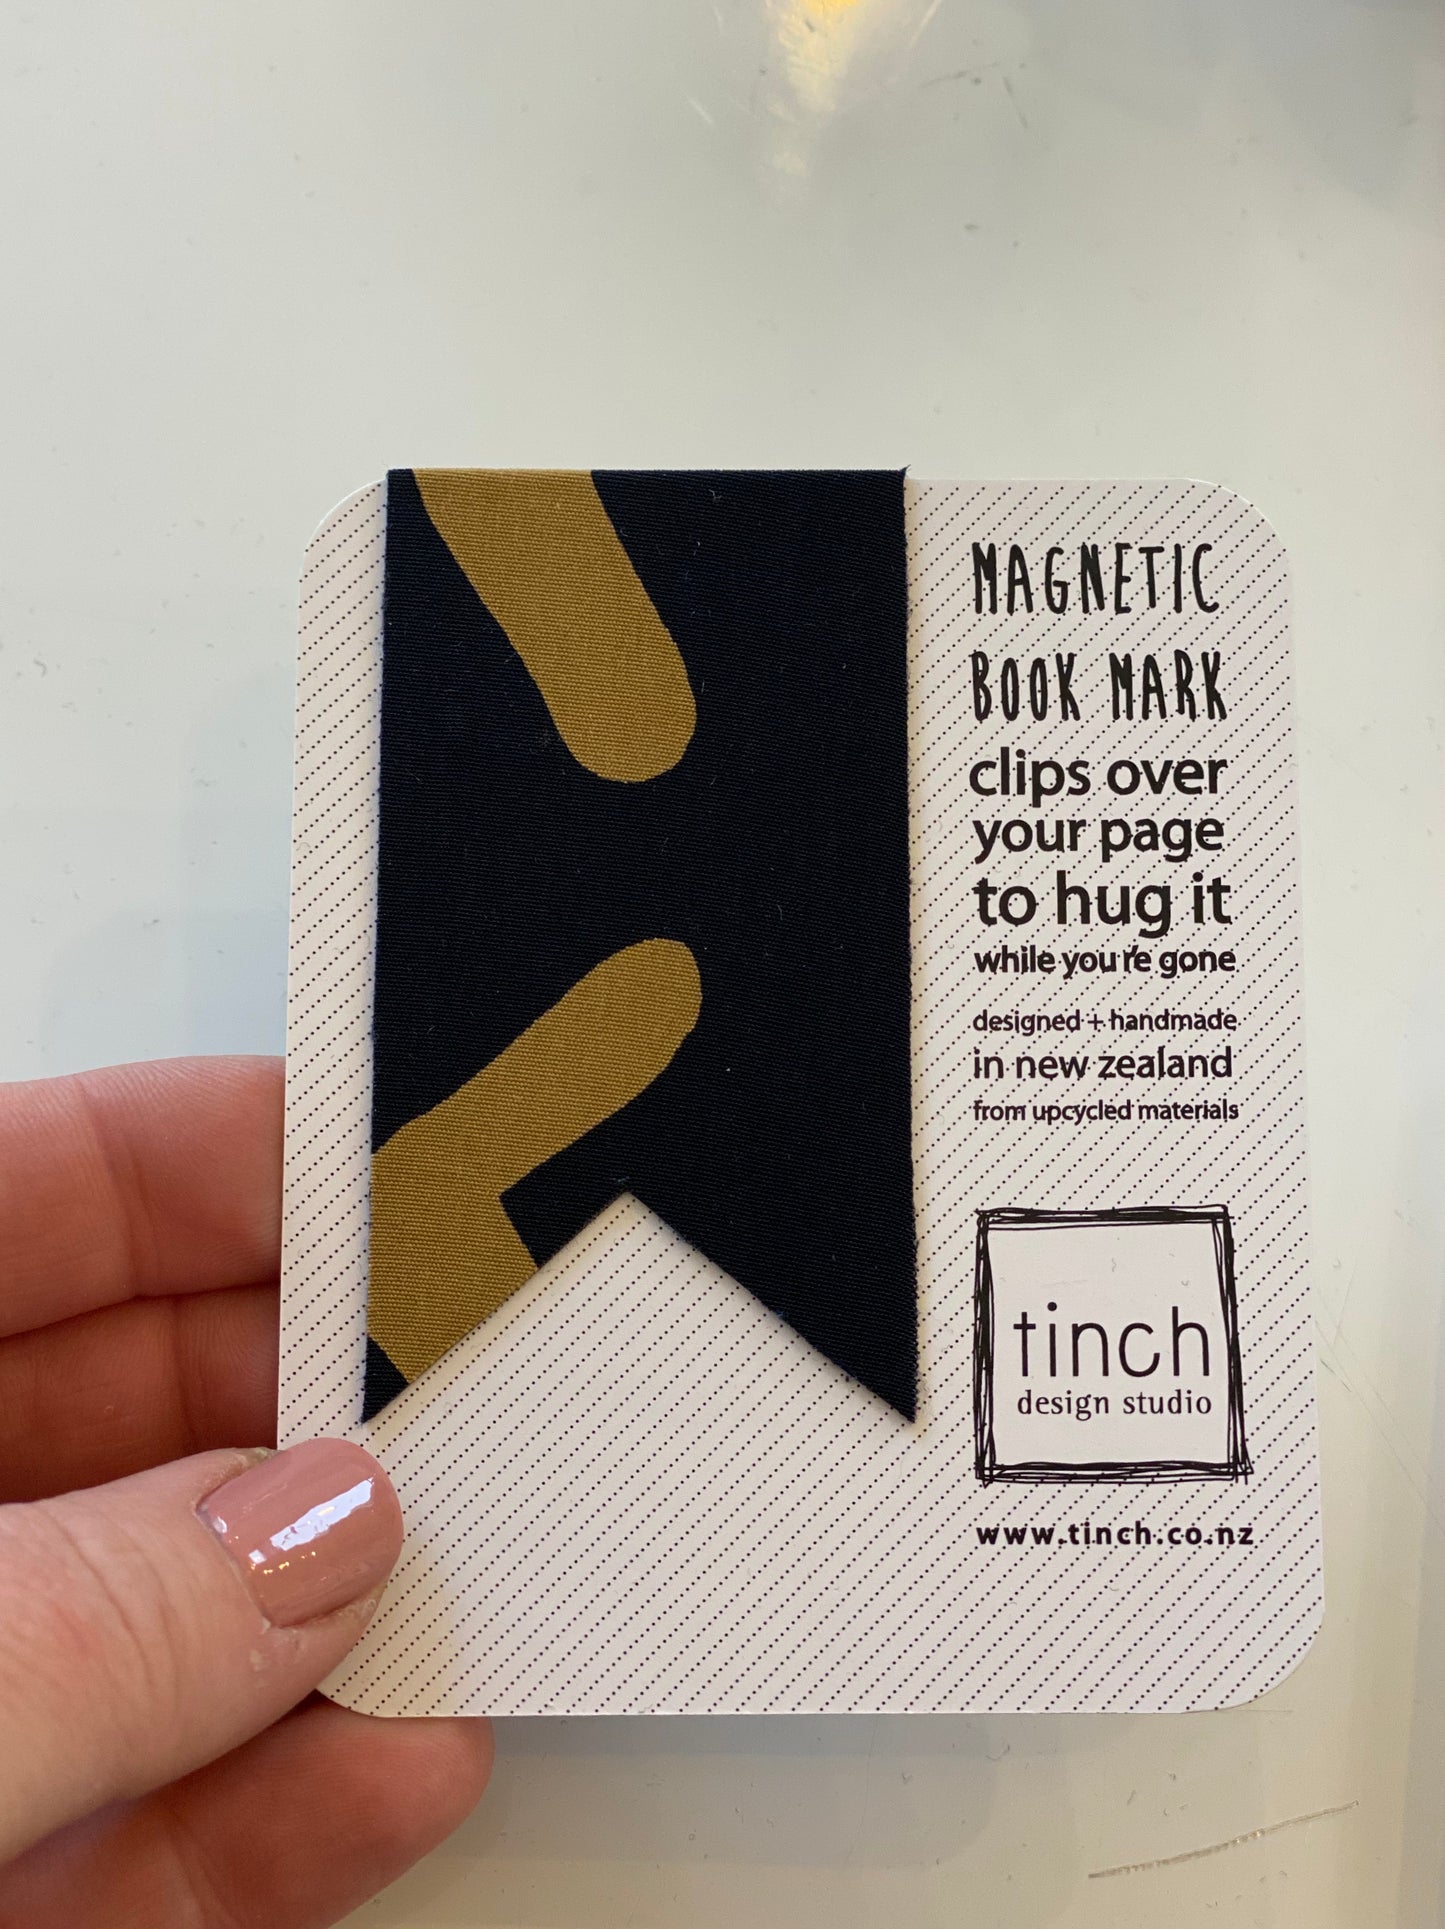 MAGNETIC
BOOK MARK
clips over
your page
to hug it
while you're gone
designed + handmade
in new zealand
from upcycled materials
tinch
design studio
www.tinch.co.nz